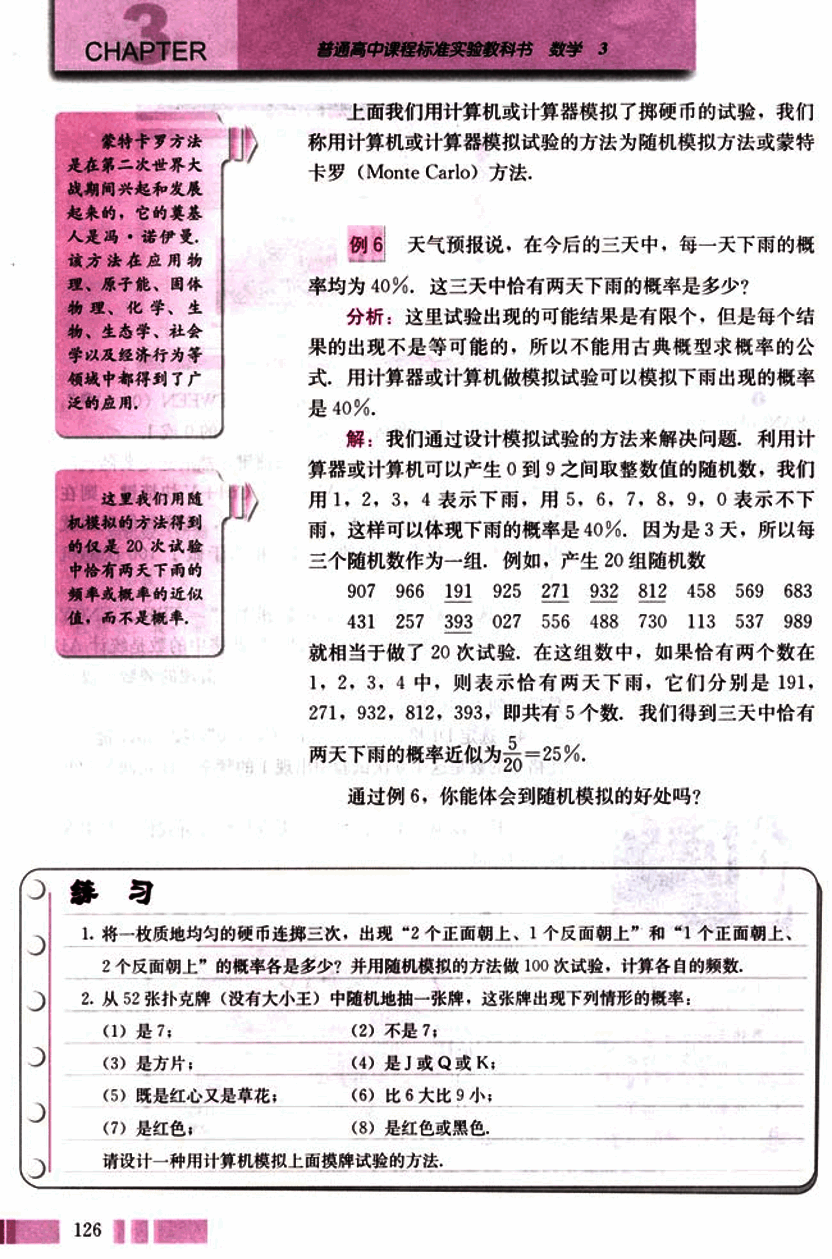 3
CHAPTER
普通高中课程标准实验教科书 数学 3
上面我们用计算机或计算器模拟了掷硬币的试验，我们
称用计算机或计算器模拟试验的方法为随机模拟方法或蒙特
卡罗（Monte Carlo）方法.
蒙特卡罗方法
是在第二次世界大
战期间兴起和发展
起来的，它的奠基
人是冯·诺伊曼.
该方法在应用物
理、原子能、固体
物理、化学、生
物、生态学、社会
学以及经济行为等
领域中都得到了广
泛的应用.
例6 天气预报说，在今后的三天中，每一天下雨的概
率均为 40%. 这三天中恰有两天下雨的概率是多少？
分析：这里试验出现的可能结果是有限个，但是每个结
果的出现不是等可能的，所以不能用古典概型求概率的公
式. 用计算器或计算机做模拟试验可以模拟下雨出现的概率
是 40%.
解：我们通过设计模拟试验的方法来解决问题. 利用计
算器或计算机可以产生 0 到 9 之间取整数值的随机数，我们
用 1，2，3，4 表示下雨，用 5，6，7，8，9，0 表示不下
雨，这样可以体现下雨的概率是 40%. 因为是 3 天，所以每
三个随机数作为一组. 例如，产生 20 组随机数
907 966 191 925 271 932 812 458 569 683
431 257 393 027 556 488 730 113 537 989
就相当于做了 20 次试验. 在这组数中，如果恰有两个数在
1，2，3，4 中，则表示恰有两天下雨，它们分别是 191，
271，932，812，393，即共有 5 个数. 我们得到三天中恰有
两天下雨的概率近似为 5/20=25%.
通过例 6，你能体会到随机模拟的好处吗？
这里我们用随
机模拟的方法得到
的仅是 20 次试验
中恰有两天下雨的
频率或概率的近似
值，而不是概率.
练 习
1. 将一枚质地均匀的硬币连掷三次，出现“2 个正面朝上、1 个反面朝上”和“1 个正面朝上、
2 个反面朝上”的概率各是多少？并用随机模拟的方法做 100 次试验，计算各自的频数.
2. 从 52 张扑克牌（没有大小王）中随机地抽一张牌，这张牌出现下列情形的概率：
（1）是 7； （2）不是 7；
（3）是方片； （4）是 J 或 Q 或 K；
（5）既是红心又是草花； （6）比 6 大比 9 小；
（7）是红色； （8）是红色或黑色.
请设计一种用计算机模拟上面摸牌试验的方法.
126